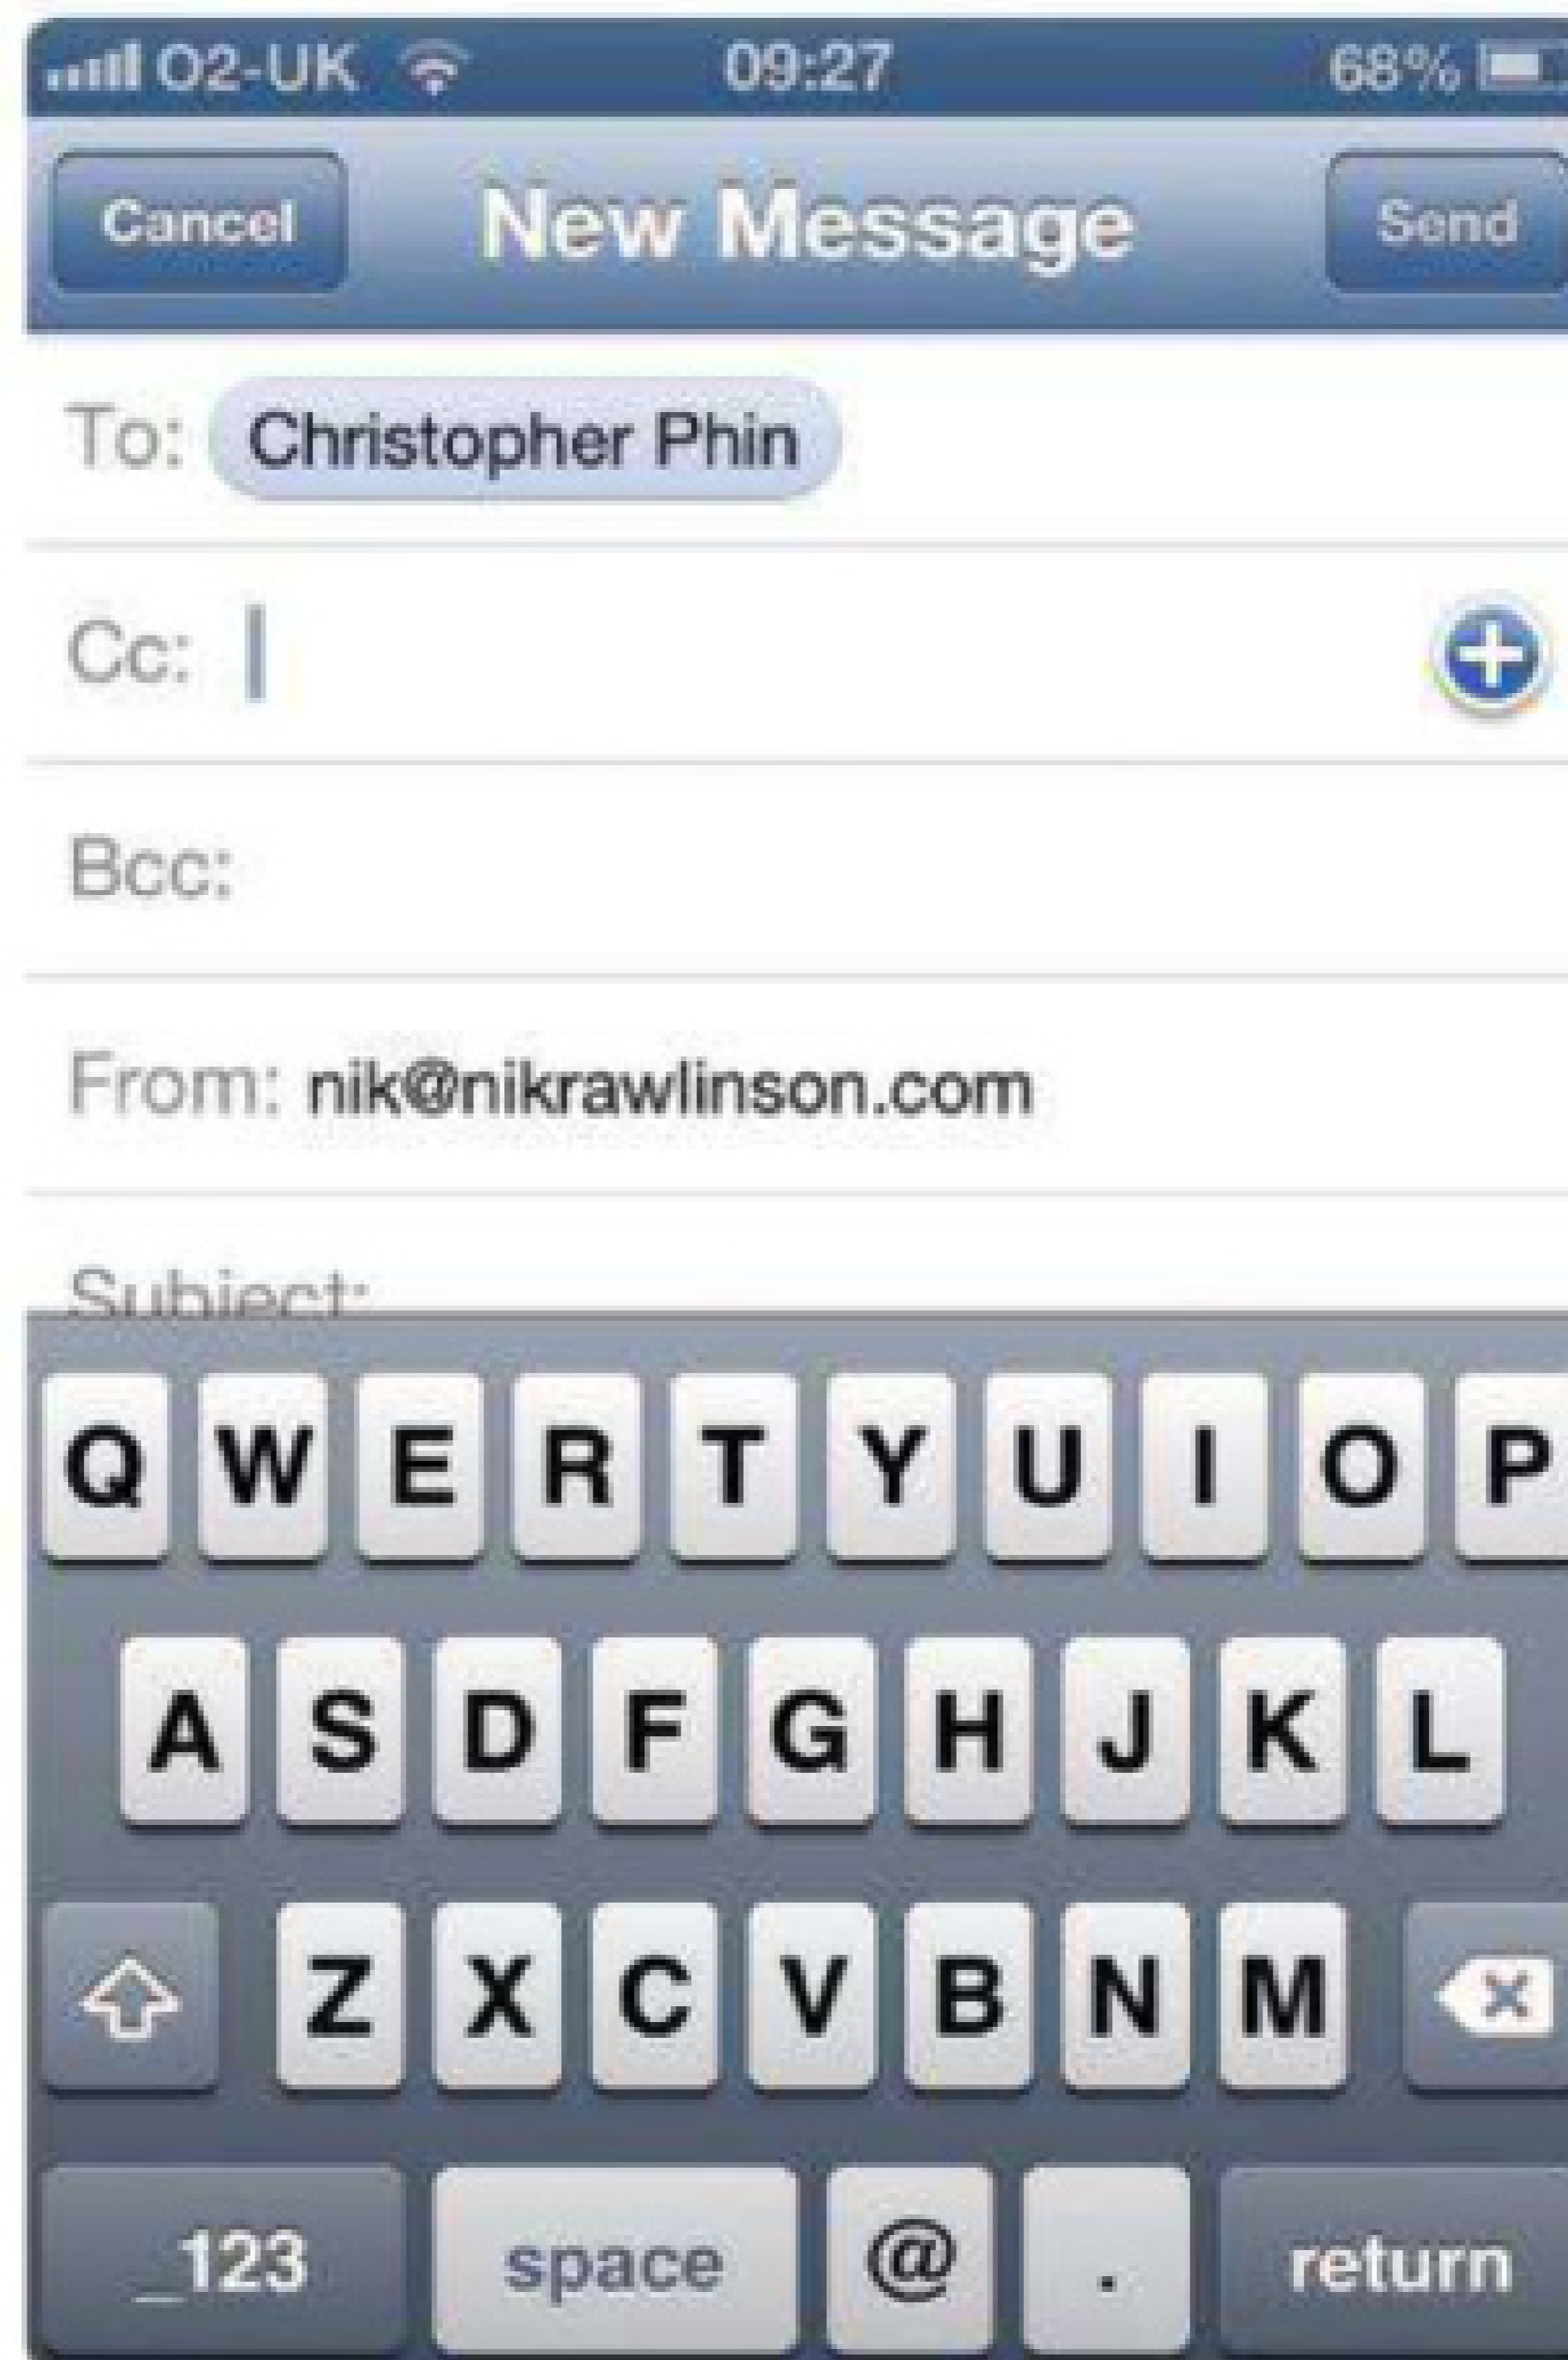 O2-UK 09:27 68%
Cancel New Message Send
To: Christopher Phin
Cc:
Bcc:
From: nik@nikrawlinson.com
Subject:
Q W E R T Y U I O P
A S D F G H J K L
Z X C V B N M
_123 space @ . return